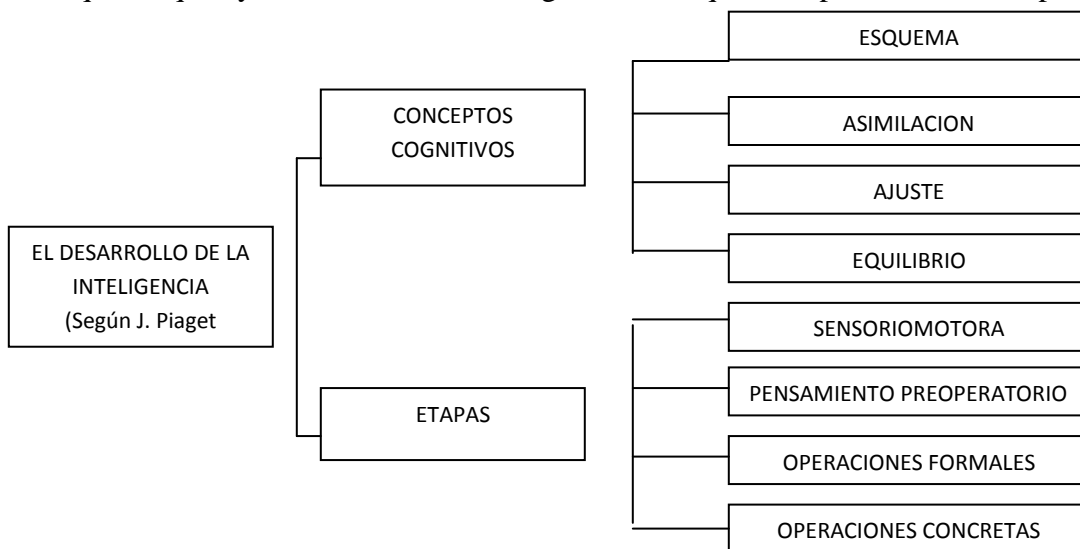 ESQUEMA
CONCEPTOS
COGNITIVOS
ASIMILACION
AJUSTE
EL DESARROLLO DE LA
INTELIGENCIA
(Según J. Piaget
EQUILIBRIO
SENSORIOMOTORA
PENSAMIENTO PREOPERATORIO
ETAPAS
OPERACIONES FORMALES
OPERACIONES CONCRETAS